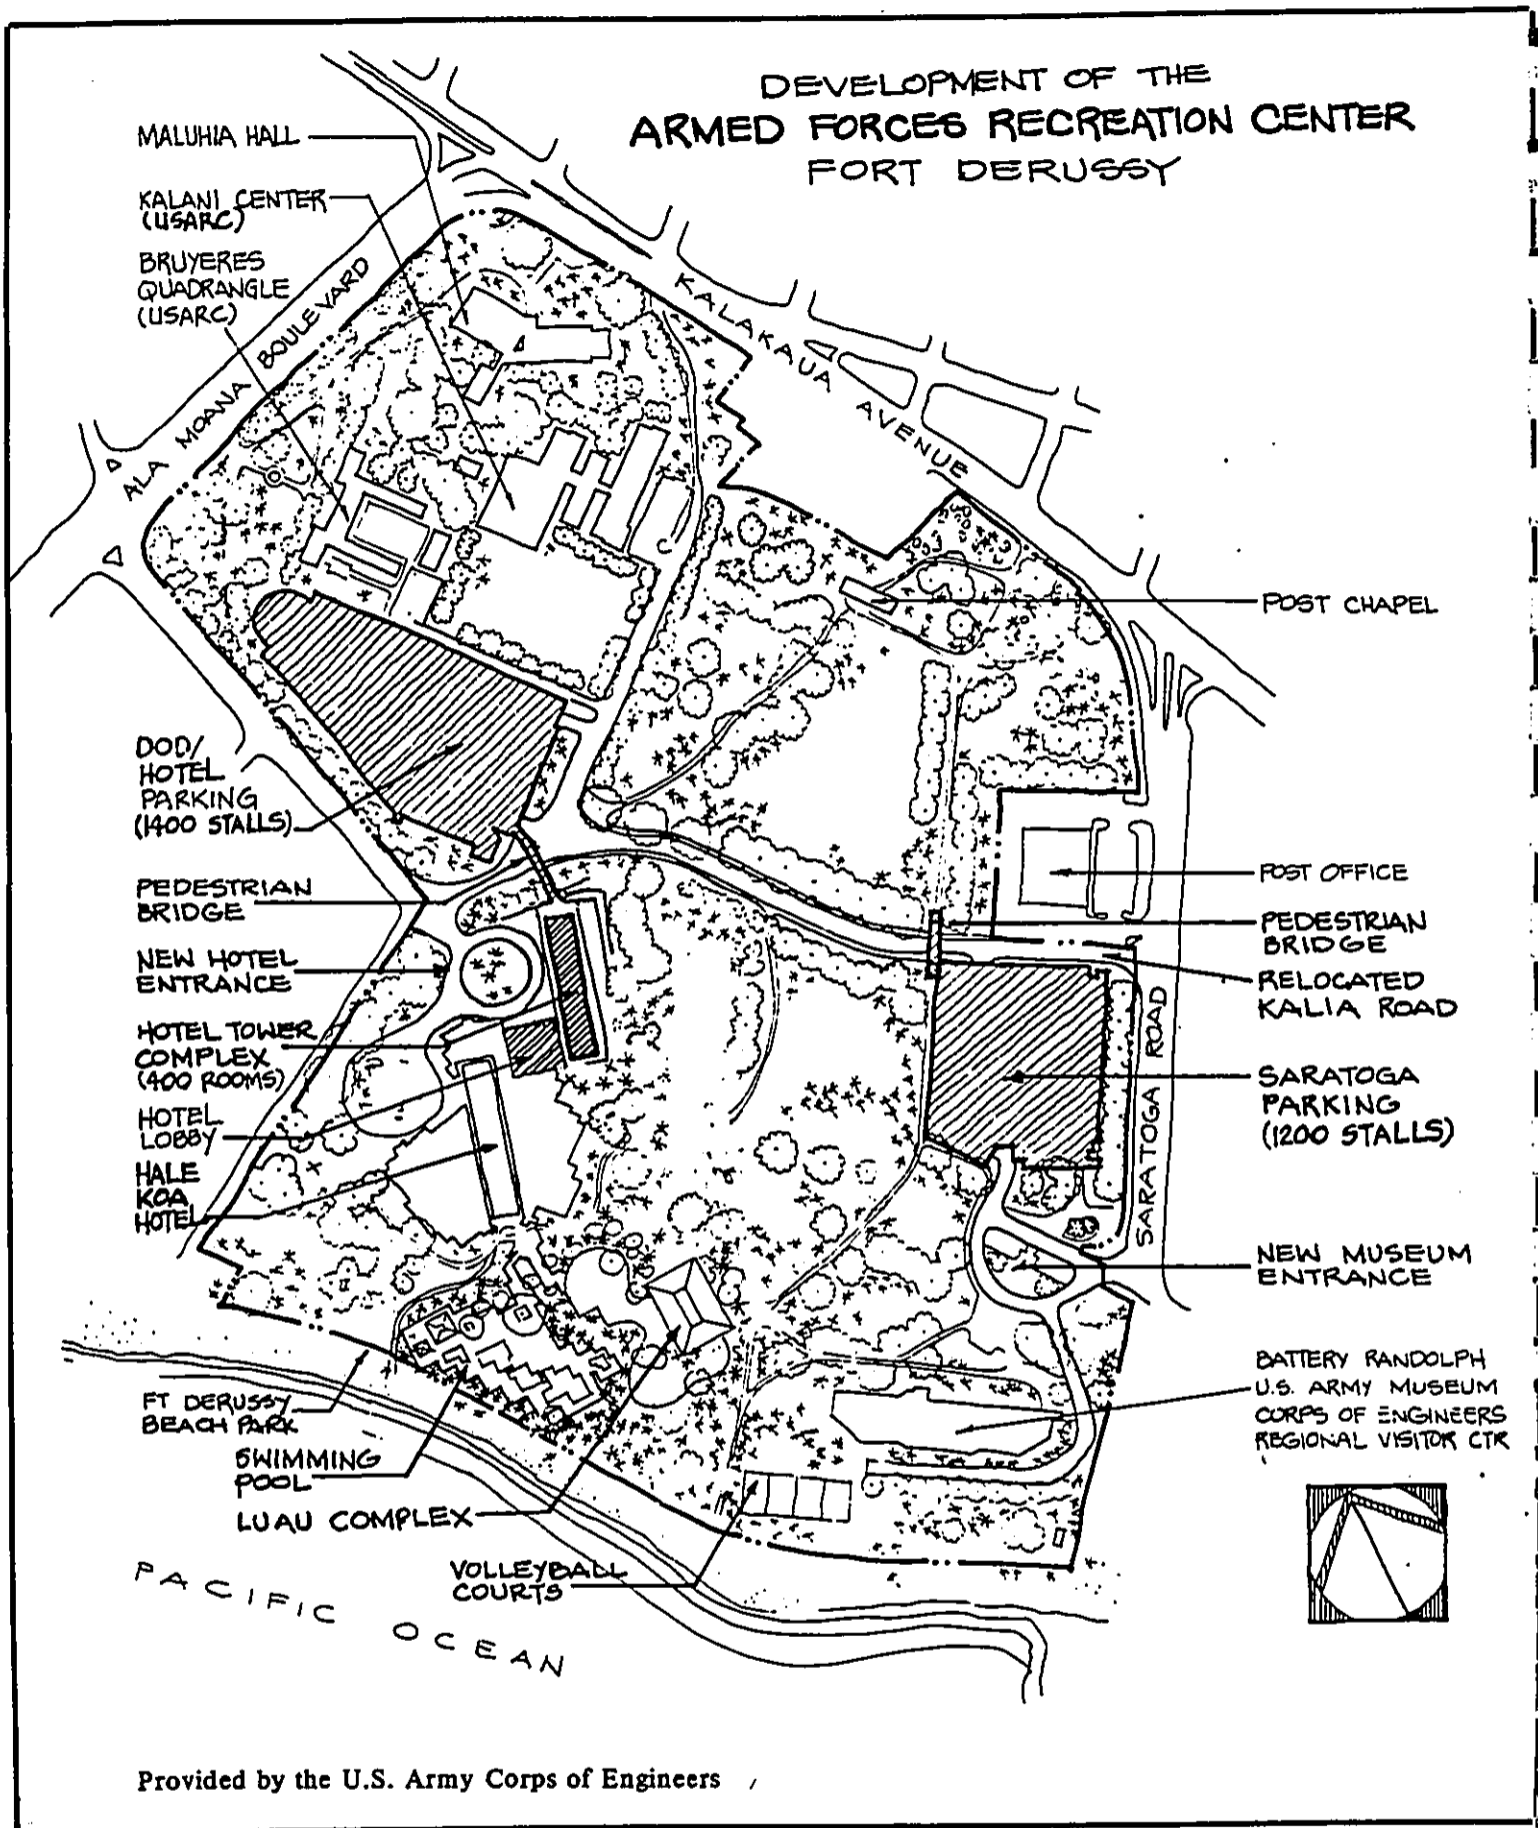 DEVELOPMENT OF THE
ARMED FORCES RECREATION CENTER
FORT DERUSSY
MALUHIA HALL
KALANI CENTER
(USARC)
BRUYERES
QUADRANGLE
(USARC)
ALA MOANA BOULEVARD
KALAKAUA AVENUE
POST CHAPEL
DOD/
HOTEL
PARKING
(1400 STALLS)
POST OFFICE
PEDESTRIAN
BRIDGE
PEDESTRIAN
BRIDGE
NEW HOTEL
ENTRANCE
RELOCATED
KALIA ROAD
HOTEL TOWER
COMPLEX
(400 ROOMS)
SARATOGA
PARKING
(1200 STALLS)
SARATOGA ROAD
HOTEL
LOBBY
HALE
KOA
HOTEL
NEW MUSEUM
ENTRANCE
BATTERY RANDOLPH
U.S. ARMY MUSEUM
CORPS OF ENGINEERS
REGIONAL VISITOR CTR
FT DERUSSY
BEACH PARK
SWIMMING
POOL
LUAU COMPLEX
VOLLEYBALL
COURTS
PACIFIC OCEAN
Provided by the U.S. Army Corps of Engineers